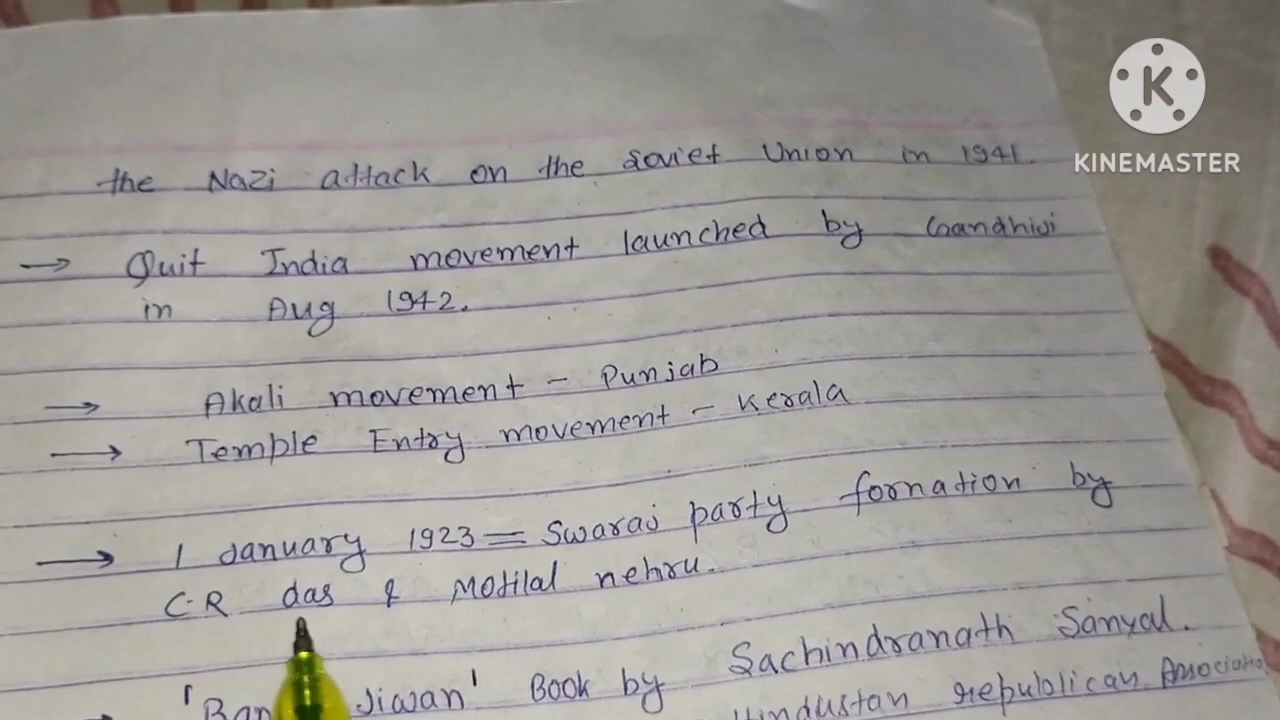 KINEMASTER
the Nazi attack on the Soviet Union in 1941.
→ Quit India movement launched by Gandhiji
in Aug 1942.
→ Akali movement - Punjab
→ Temple Entry movement - Kerala
→ 1 January 1923 = Swaraj party fornation by
C.R das & Motilal nehru.
Jiwan' Book by Sachindranath Sanyal.
Hindustan republican